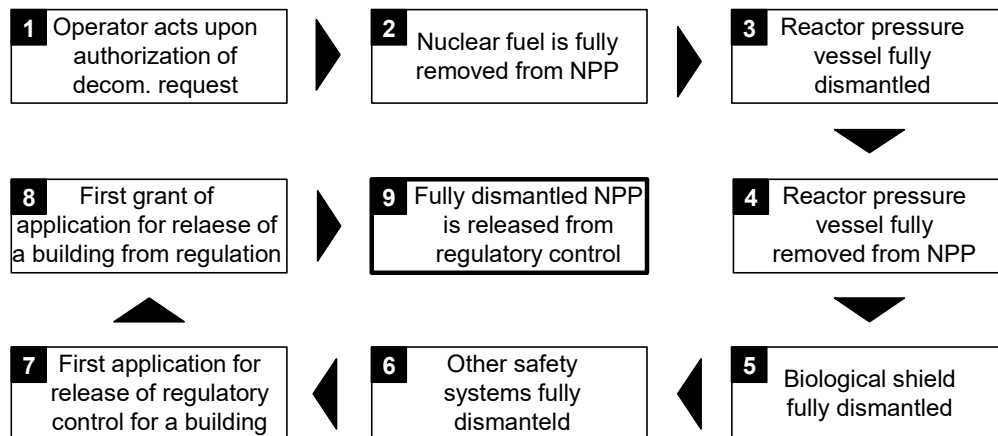 1
Operator acts upon
authorization of
decom. request
2
Nuclear fuel is fully
removed from NPP
3
Reactor pressure
vessel fully
dismantled
4
Reactor pressure
vessel fully
removed from NPP
5
Biological shield
fully dismantled
6
Other safety
systems fully
dismanteld
7
First application for
release of regulatory
control for a building
8
First grant of
application for relaese of
a building from regulation
9
Fully dismantled NPP
is released from
regulatory control